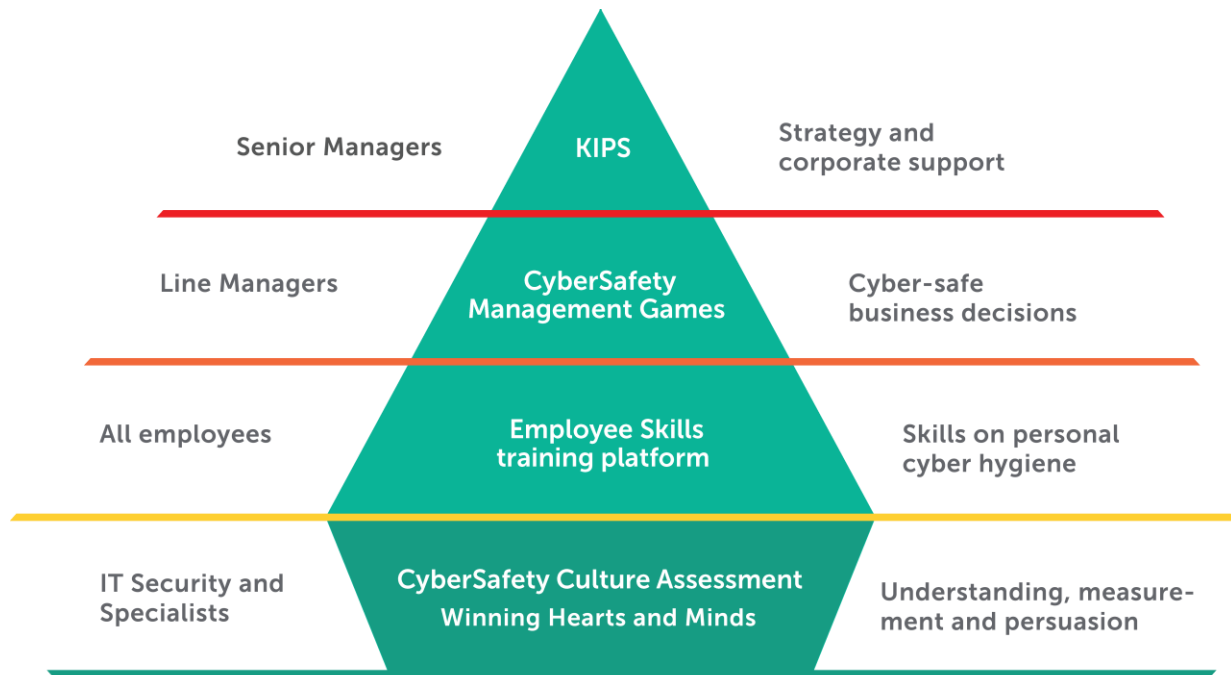 Senior Managers
KIPS
Strategy and
corporate support
Line Managers
CyberSafety
Management Games
Cyber-safe
business decisions
All employees
Employee Skills
training platform
Skills on personal
cyber hygiene
IT Security and
Specialists
CyberSafety Culture Assessment
Winning Hearts and Minds
Understanding, measure-
ment and persuasion